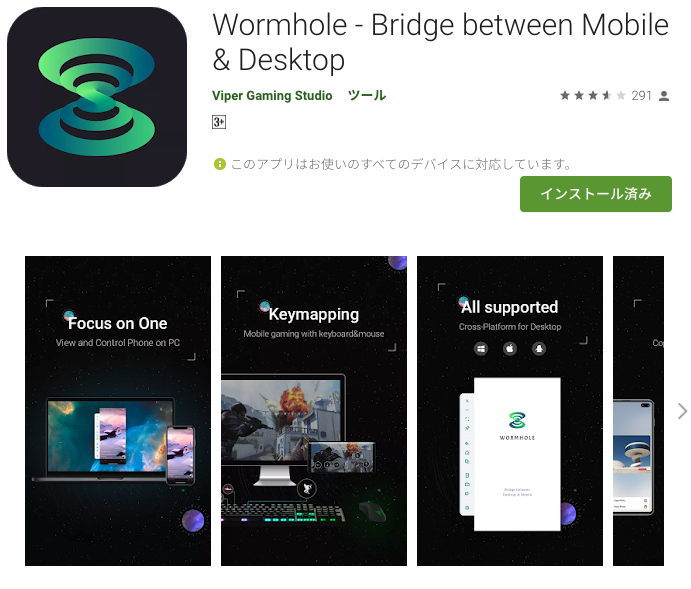 Wormhole - Bridge between Mobile
& Desktop
Viper Gaming Studio ツール
291
3+
このアプリはお使いのすべてのデバイスに対応しています。
インストール済み
Focus on One
View and Control Phone on PC
Keymapping
Mobile gaming with keyboard&mouse
All supported
Cross-Platform for Desktop
WORMHOLE
Bridge between
Desktop & Mobile